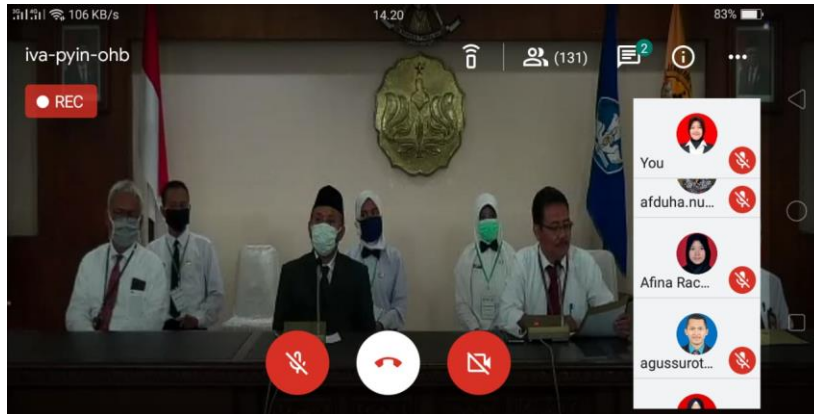 106 KB/s
14.20
83%
iva-pyin-ohb
(131)
2
REC
You
afduha.nu...
Afina Rac...
agussurot...